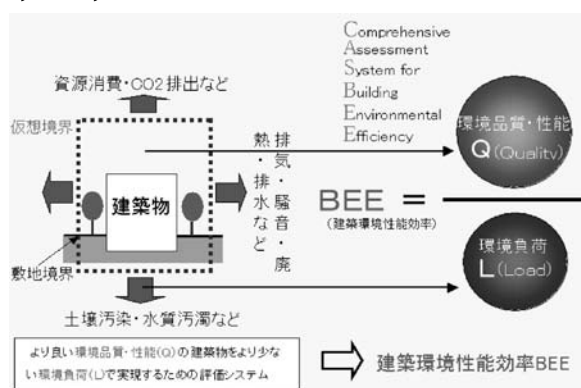 Comprehensive
Assessment
System for
Building
Environmental
Efficiency
資源消費・CO2排出など
仮想境界
建築物
敷地境界
排気・騒音・廃
熱・排水など
土壌汚染・水質汚濁など
BEE =
(建築環境性能効率)
環境品質・性能
Q(Quality)
環境負荷
L(Load)
より良い環境品質・性能(Q)の建築物をより少な
い環境負荷(L)で実現するための評価システム
建築環境性能効率BEE